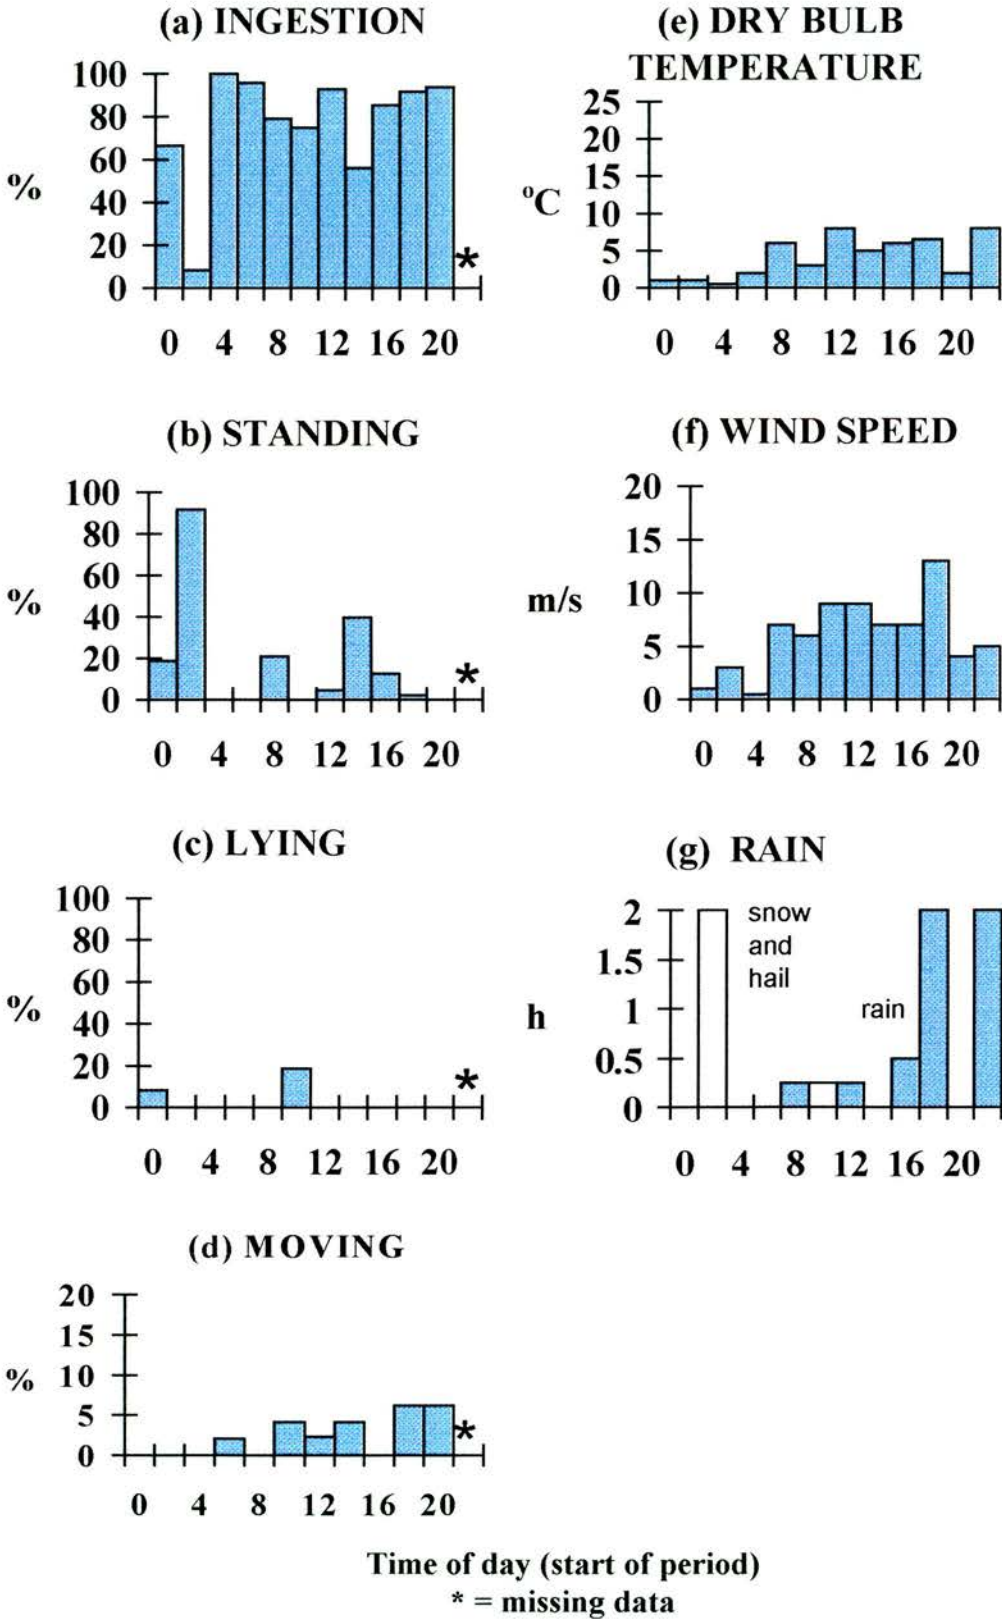 (a) INGESTION
100
80
60
40
20
0
%
*
0 4 8 12 16 20
(e) DRY BULB
TEMPERATURE
25
20
15
10
5
0
°C
0 4 8 12 16 20
(b) STANDING
100
80
60
40
20
0
%
*
0 4 8 12 16 20
(f) WIND SPEED
20
15
10
5
0
m/s
0 4 8 12 16 20
(c) LYING
100
80
60
40
20
0
%
*
0 4 8 12 16 20
(g) RAIN
2
1.5
1
0.5
0
h
snow
and
hail
rain
0 4 8 12 16 20
(d) MOVING
20
15
10
5
0
%
*
0 4 8 12 16 20
Time of day (start of period)
* = missing data